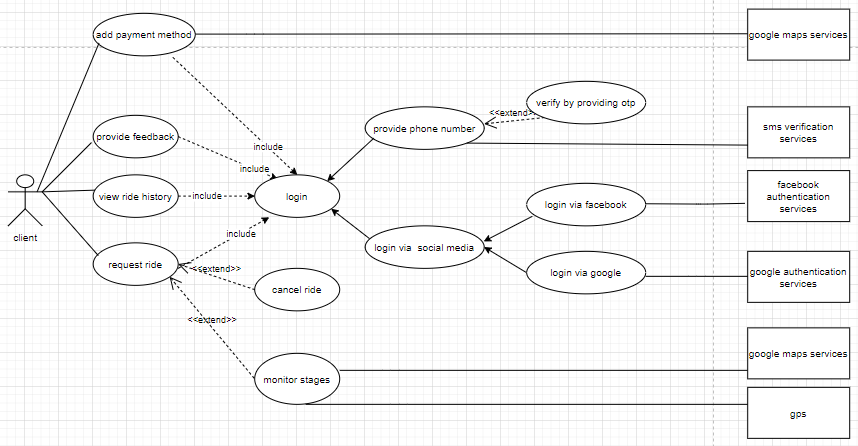 add payment method
google maps services
provide feedback
view ride history
request ride
client
include
include
include
include
<<extend>>
<<extend>>
login
cancel ride
monitor stages
provide phone number
<<extend>
verify by providing otp
login via  social media
login via facebook
login via google
sms verification
services
facebook
authentication
services
google authentication
services
google maps services
gps